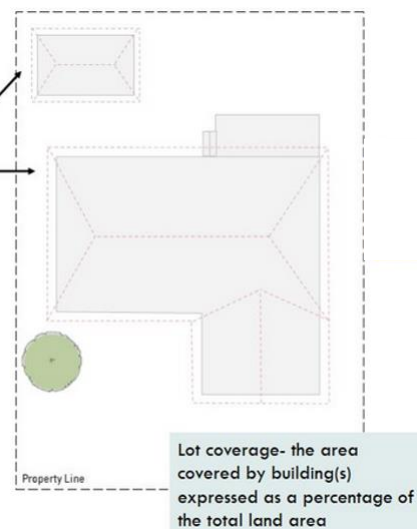 Property Line
Lot coverage- the area
covered by building(s)
expressed as a percentage of
the total land area